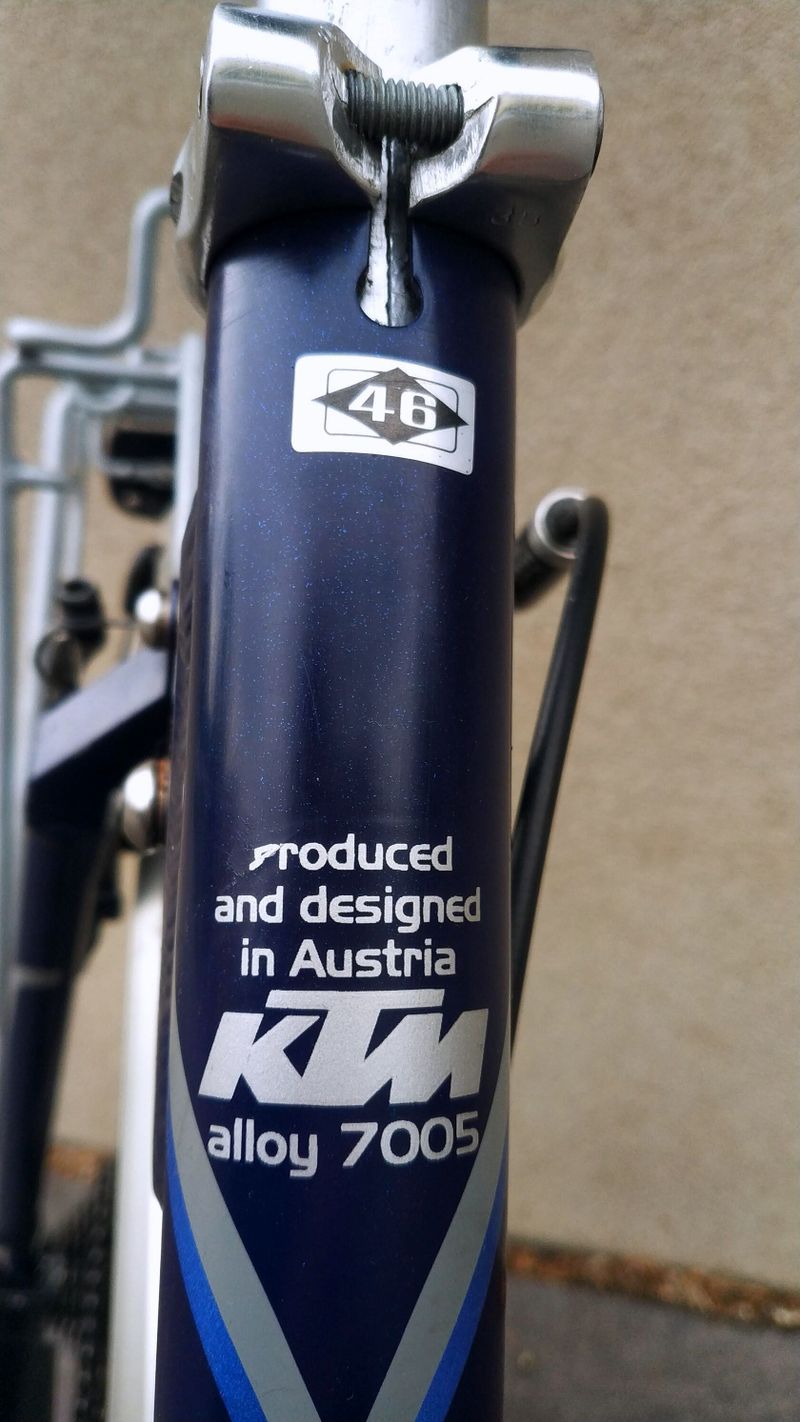 46
produced
and designed
in Austria
KTM
alloy 7005